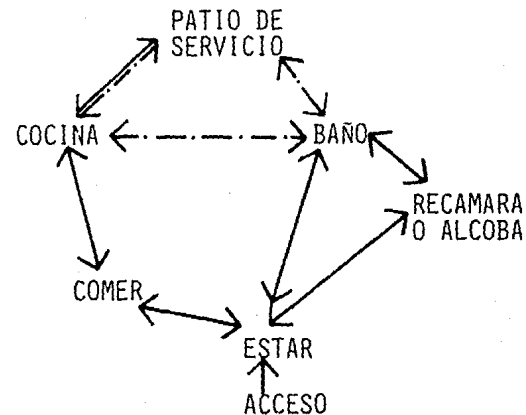 PATIO DE
SERVICIO
COCINA
BAÑO
RECAMARA
O ALCOBA
COMER
ESTAR
ACCESO